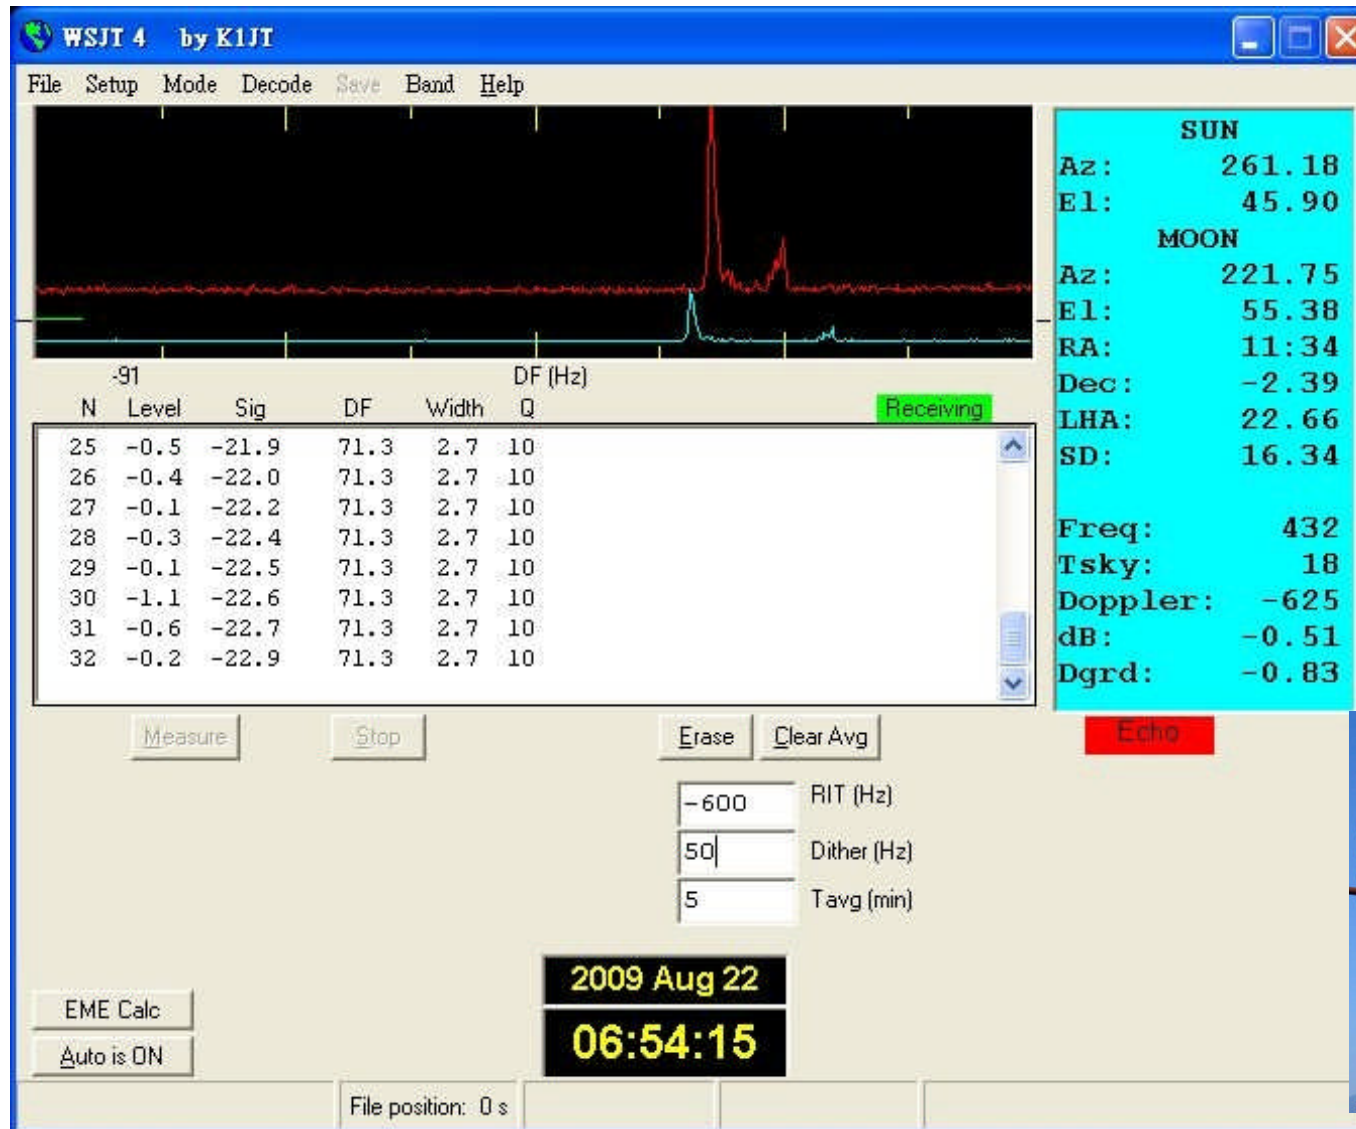 WSJT 4 by K1JT
File Setup Mode Decode Save Band Help
-91 DF (Hz)
N Level Sig DF Width Q Receiving
25 -0.5 -21.9 71.3 2.7 10
26 -0.4 -22.0 71.3 2.7 10
27 -0.1 -22.2 71.3 2.7 10
28 -0.3 -22.4 71.3 2.7 10
29 -0.1 -22.5 71.3 2.7 10
30 -1.1 -22.6 71.3 2.7 10
31 -0.6 -22.7 71.3 2.7 10
32 -0.2 -22.9 71.3 2.7 10
SUN
Az: 261.18
El: 45.90
MOON
Az: 221.75
El: 55.38
RA: 11:34
Dec: -2.39
LHA: 22.66
SD: 16.34
Freq: 432
Tsky: 18
Doppler: -625
dB: -0.51
Dgrd: -0.83
Measure Stop Erase Clear Avg Echo
-600 RIT (Hz)
50 Dither (Hz)
5 Tavg (min)
2009 Aug 22
06:54:15
EME Calc
Auto is ON
File position: 0 s